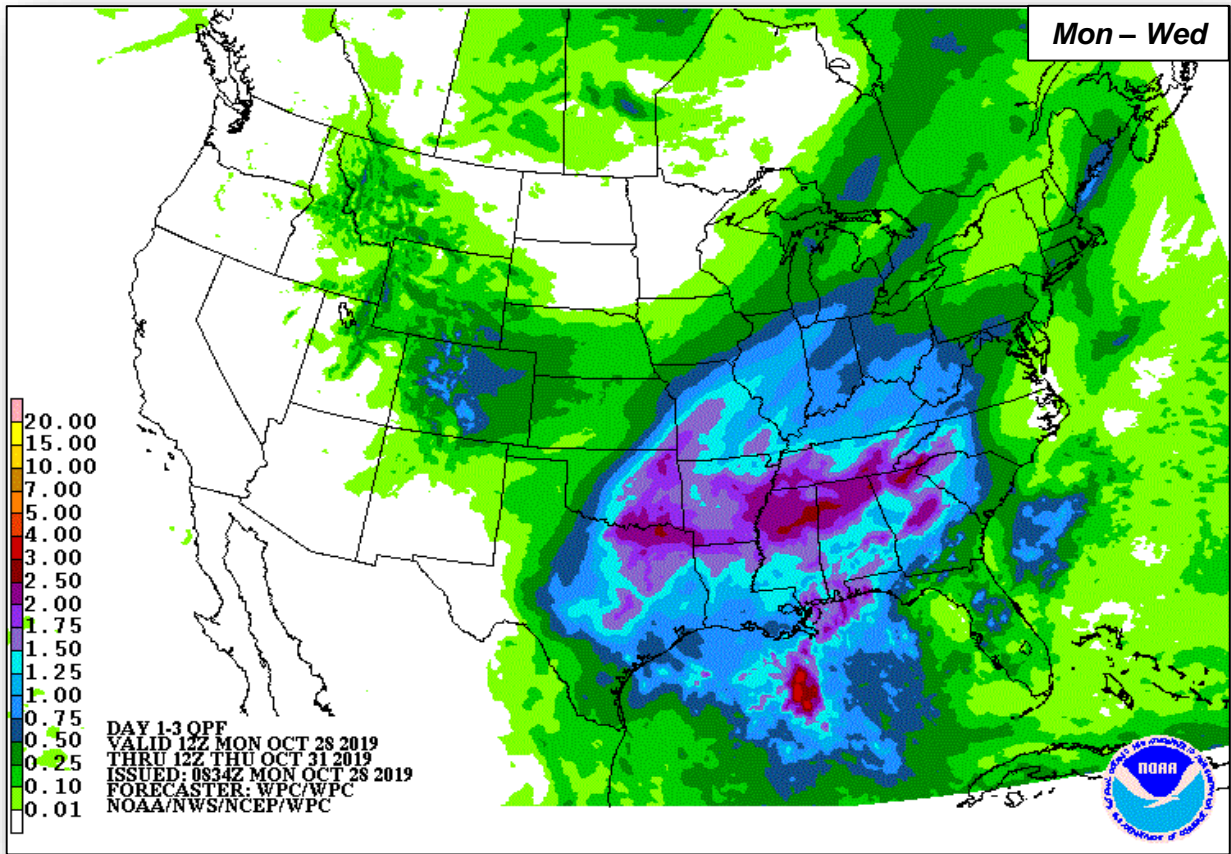 Mon – Wed
20.00
15.00
10.00
7.00
5.00
4.00
3.00
2.50
2.00
1.75
1.50
1.25
1.00
0.75
0.50
0.25
0.10
0.01
DAY 1-3 QPF
VALID 12Z MON OCT 28 2019
THRU 12Z THU OCT 31 2019
ISSUED: 0834Z MON OCT 28 2019
FORECASTER: WPC/WPC
NOAA/NWS/NCEP/WPC
NOAA